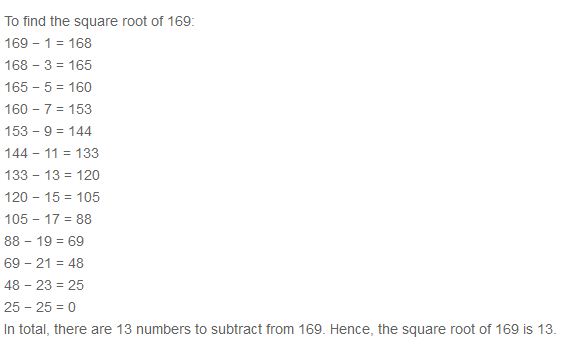 To find the square root of 169:
169 − 1 = 168
168 − 3 = 165
165 − 5 = 160
160 − 7 = 153
153 − 9 = 144
144 − 11 = 133
133 − 13 = 120
120 − 15 = 105
105 − 17 = 88
88 − 19 = 69
69 − 21 = 48
48 − 23 = 25
25 − 25 = 0
In total, there are 13 numbers to subtract from 169. Hence, the square root of 169 is 13.